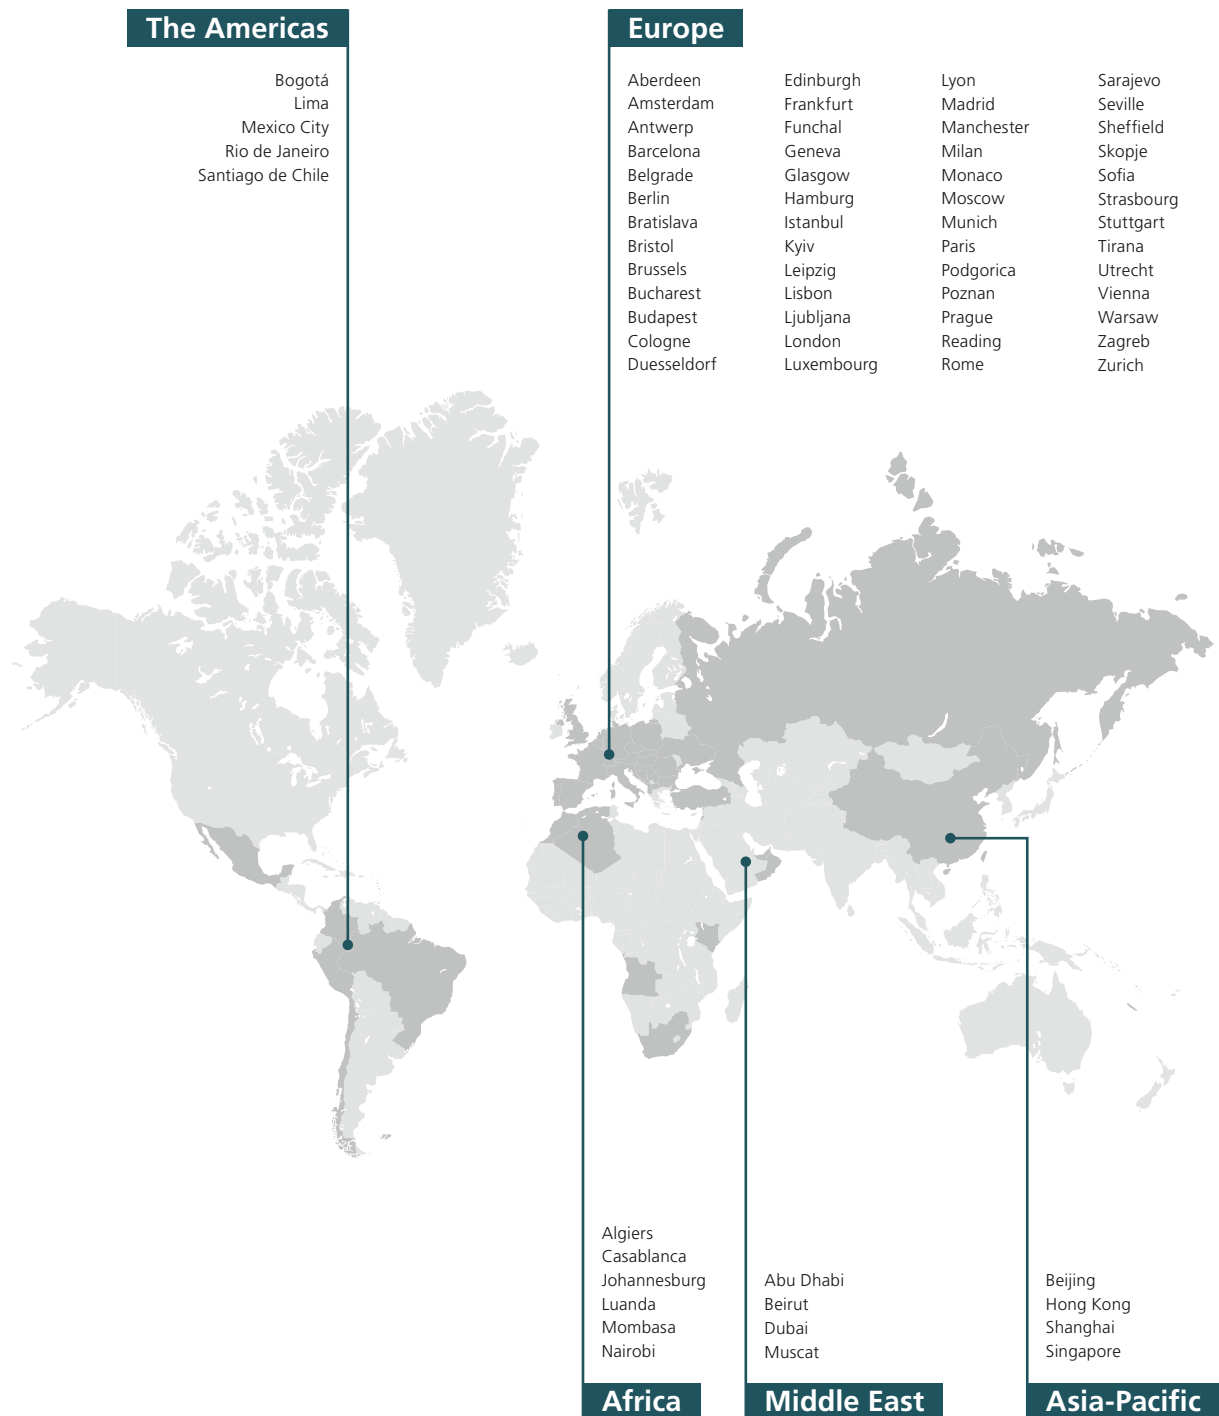 The Americas
Bogotá
Lima
Mexico City
Rio de Janeiro
Santiago de Chile
Europe
Aberdeen
Amsterdam
Antwerp
Barcelona
Belgrade
Berlin
Bratislava
Bristol
Brussels
Bucharest
Budapest
Cologne
Duesseldorf
Edinburgh
Frankfurt
Funchal
Geneva
Glasgow
Hamburg
Istanbul
Kyiv
Leipzig
Lisbon
Ljubljana
London
Luxembourg
Lyon
Madrid
Manchester
Milan
Monaco
Moscow
Munich
Paris
Podgorica
Poznan
Prague
Reading
Rome
Sarajevo
Seville
Sheffield
Skopje
Sofia
Strasbourg
Stuttgart
Tirana
Utrecht
Vienna
Warsaw
Zagreb
Zurich
Algiers
Casablanca
Johannesburg
Luanda
Mombasa
Nairobi
Africa
Abu Dhabi
Beirut
Dubai
Muscat
Middle East
Beijing
Hong Kong
Shanghai
Singapore
Asia-Pacific